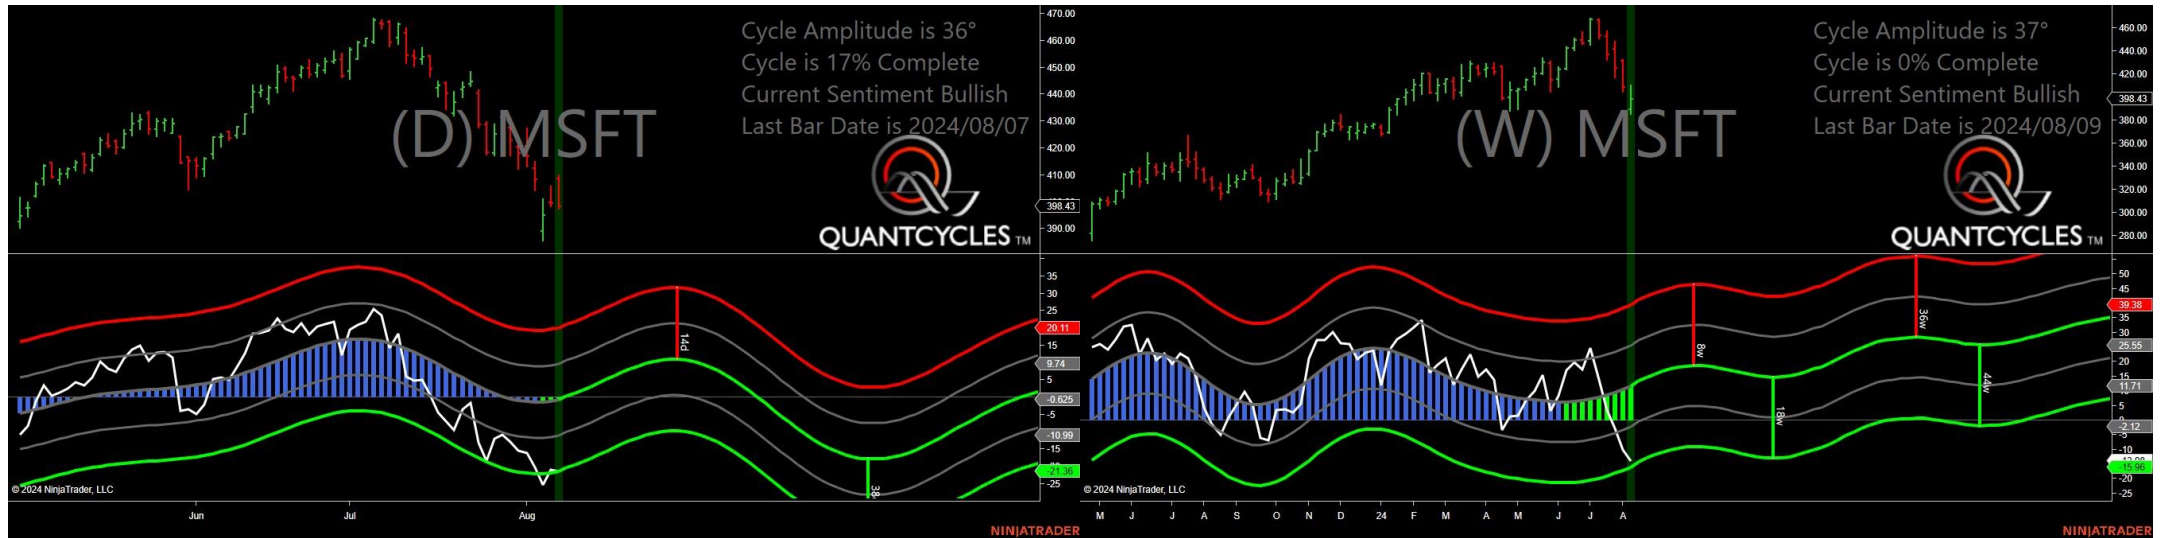 Cycle Amplitude is 36°
Cycle is 17% Complete
Current Sentiment Bullish
Last Bar Date is 2024/08/07
(D) MSFT
QUANTCYCLES TM
470.00
460.00
450.00
440.00
430.00
420.00
410.00
398.43
390.00
35
30
25
20.11
15
9.74
5
-0.625
-5
-10.99
-15
-21.36
-25
14d
38
© 2024 NinjaTrader, LLC
Jun
Jul
Aug
NINJATRADER
Cycle Amplitude is 37°
Cycle is 0% Complete
Current Sentiment Bullish
Last Bar Date is 2024/08/09
(W) MSFT
QUANTCYCLES TM
460.00
440.00
420.00
398.43
380.00
360.00
340.00
320.00
300.00
280.00
50
45
39.38
35
30
25.55
20
15
11.71
5
-2.12
-5
-10
-15.96
-20
-25
8w
18w
36w
44w
© 2024 NinjaTrader, LLC
M J J A S O N D 24 F M A M J J A
NINJATRADER